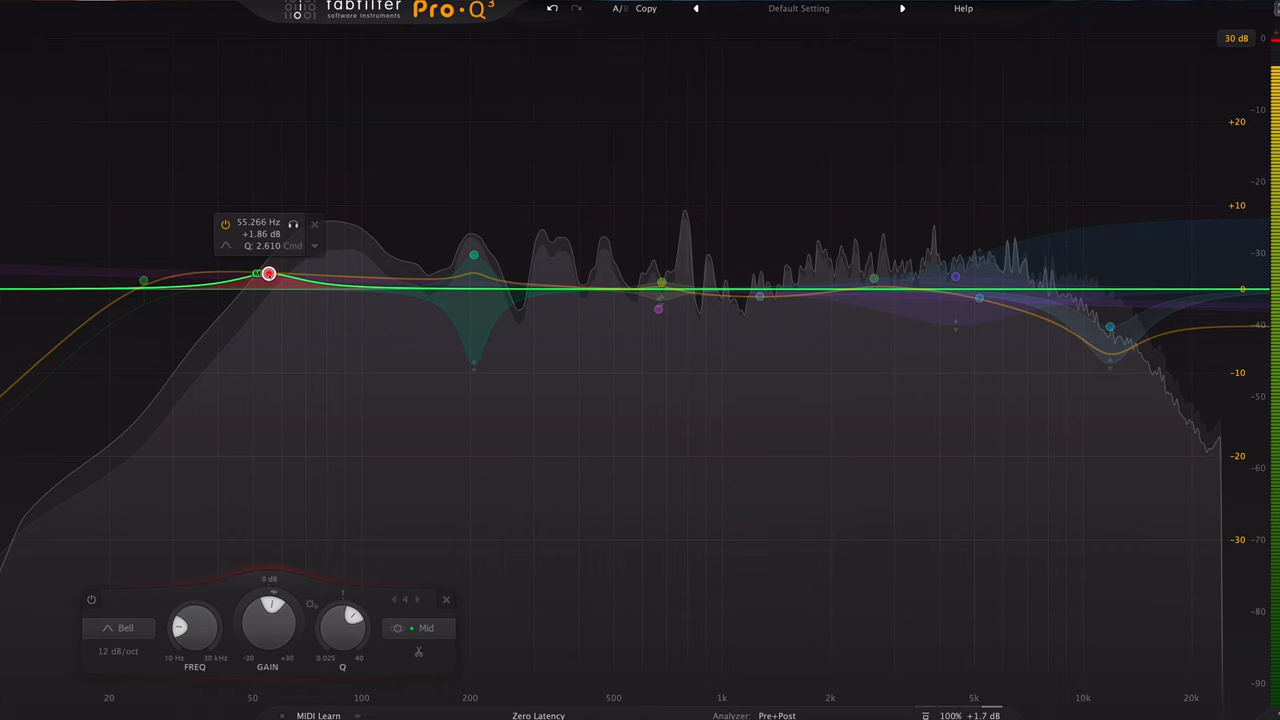 fabfilter
software instruments
Pro·Q³
A/
Copy
Default Setting
Help
30 dB
0
-10
+20
-20
+10
-30
0
-40
-10
-50
-20
-60
-30
-70
-80
-90
55.266 Hz
+1.86 dB
Q: 2.610 Cmd
M
0 dB
4
Bell
12 dB/oct
10 Hz 30 kHz
FREQ
-30 +30
GAIN
0.025 40
Q
Mid
20 50 100 200 500 1k 2k 5k 10k 20k
MIDI Learn
Zero Latency
Analyzer: Pre+Post
100% +1.7 dB